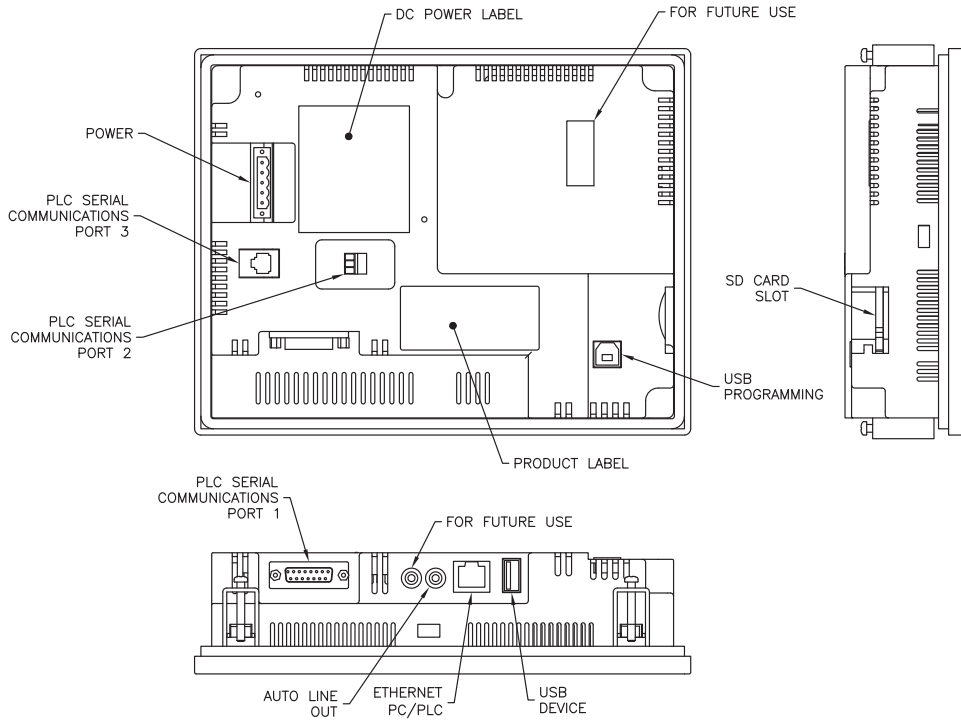 DC POWER LABEL
FOR FUTURE USE
POWER
PLC SERIAL
COMMUNICATIONS
PORT 3
SD CARD
SLOT
PLC SERIAL
COMMUNICATIONS
PORT 2
USB
PROGRAMMING
PRODUCT LABEL
PLC SERIAL
COMMUNICATIONS
PORT 1
FOR FUTURE USE
AUTO LINE
OUT
ETHERNET
PC/PLC
USB
DEVICE